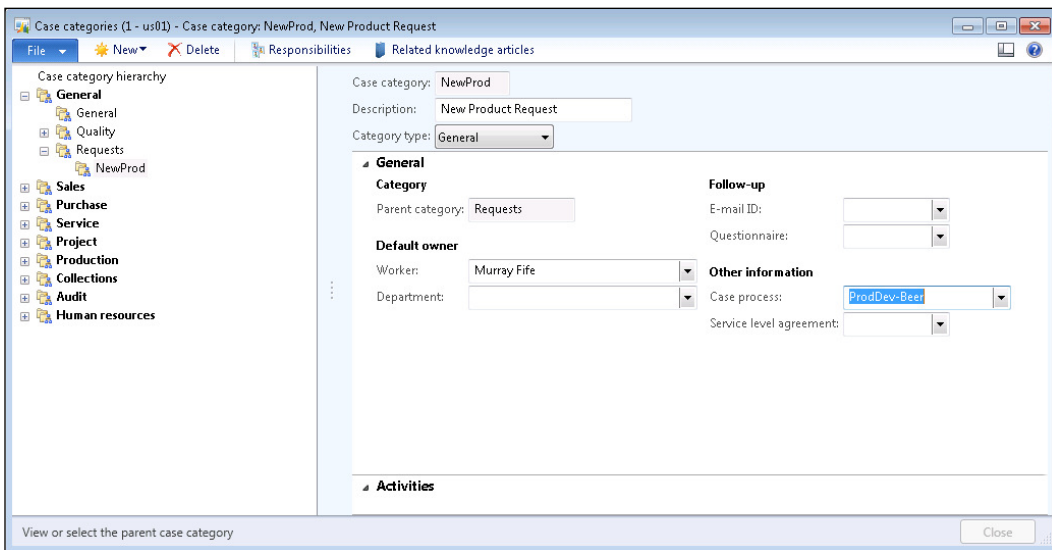 Case categories (1 - us01) - Case category: NewProd, New Product Request
File New Delete Responsibilities Related knowledge articles
Case category hierarchy
General
General
Quality
Requests
NewProd
Sales
Purchase
Service
Project
Production
Collections
Audit
Human resources
Case category: NewProd
Description: New Product Request
Category type: General
General
Category
Parent category: Requests
Default owner
Worker: Murray Fife
Department:
Follow-up
E-mail ID:
Questionnaire:
Other information
Case process: ProdDev-Beer
Service level agreement:
Activities
View or select the parent case category
Close